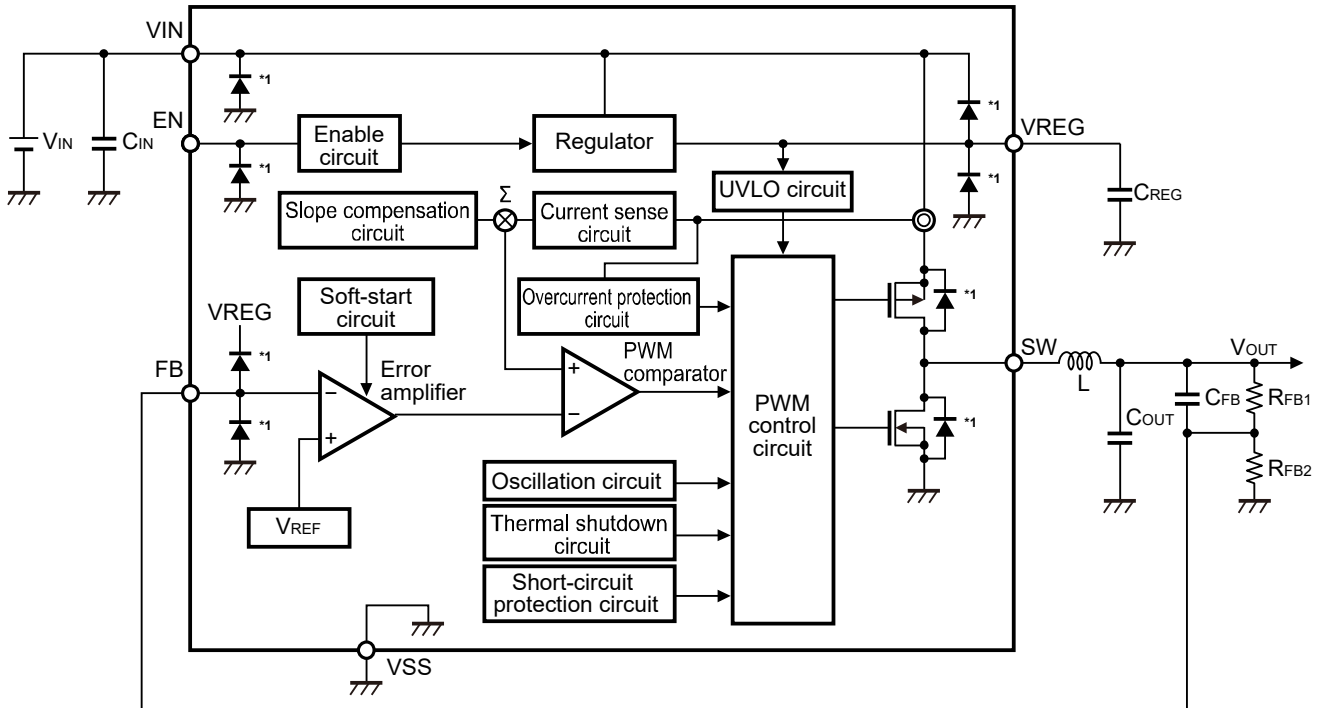 VIN
*1
*1
EN
Enable
circuit
Regulator
VREG
VIN
CIN
*1
*1
UVLO circuit
CREG
Σ
Slope compensation
circuit
Current sense
circuit
Soft-start
circuit
Overcurrent protection
circuit
*1
VREG
*1
FB
Error
amplifier
PWM
comparator
SW
VOUT
L
−
+
+
−
*1
PWM
control
circuit
*1
COUT
CFB
RFB1
RFB2
VREF
Oscillation circuit
Thermal shutdown
circuit
Short-circuit
protection circuit
VSS